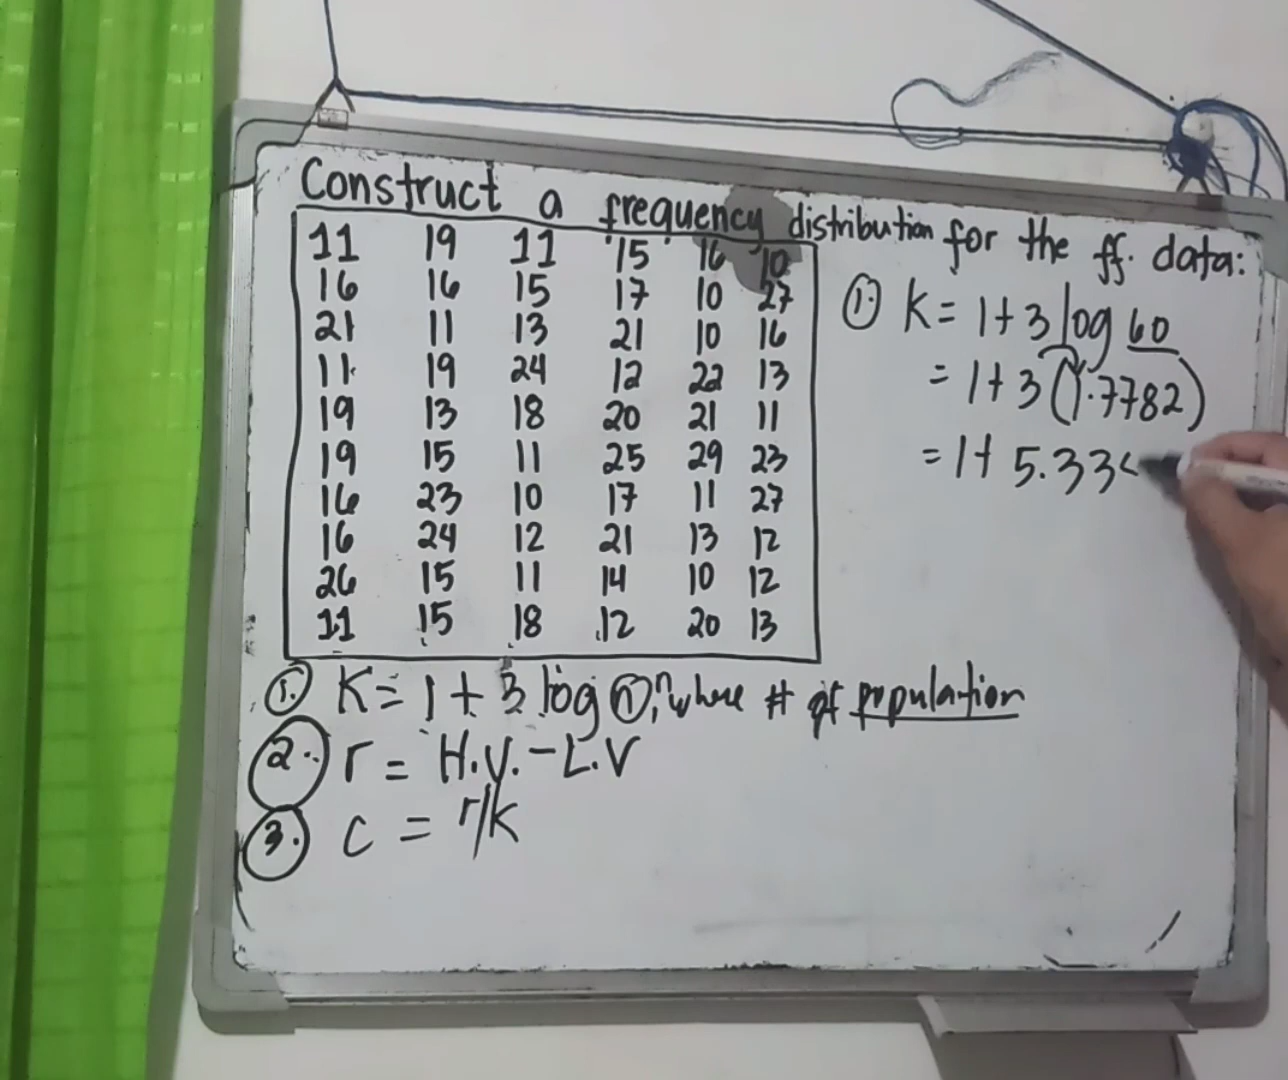 Construct a frequency distribution for the ff. data:
11 19 11 15 16 10
16 16 15 17 10 27
21 11 13 21 10 16
11 19 24 12 22 13
19 13 18 20 21 11
19 15 11 25 29 23
16 23 10 17 11 27
16 24 12 21 13 12
26 15 11 14 10 12
11 15 18 12 20 13
1. K = 1 + 3 log n, where # of population
2. r = H.V. - L.V
3. c = r/k
1. K = 1 + 3 log 60
= 1 + 3 (1.7782)
= 1 + 5.33